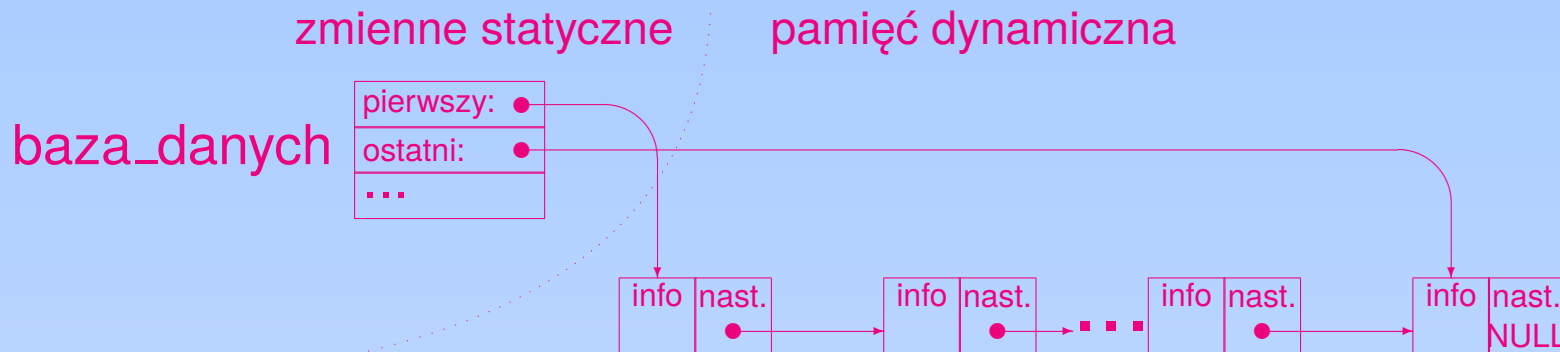 zmienne statyczne pamięć dynamiczna
pierwszy:
baza_danych ostatni:
...
info nast. info nast. ... info nast. info nast.
NULL